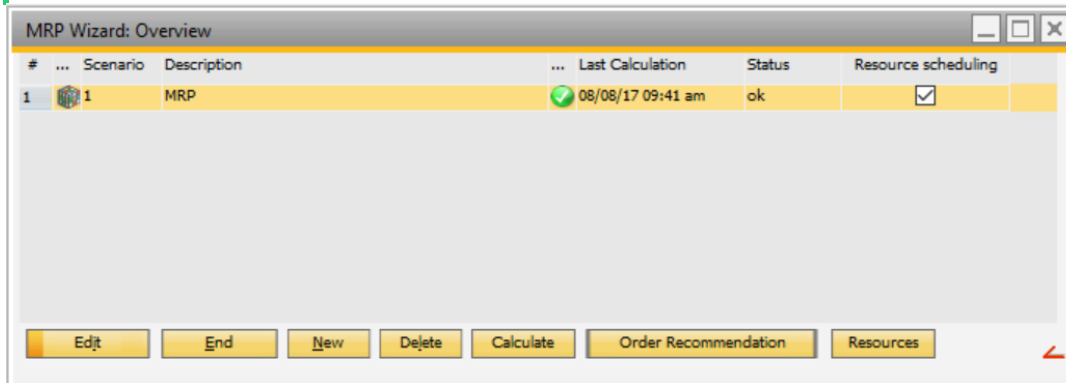 MRP Wizard: Overview
# ... Scenario Description ... Last Calculation Status Resource scheduling
1 1 MRP 08/08/17 09:41 am ok
Edit End New Delete Calculate Order Recommendation Resources